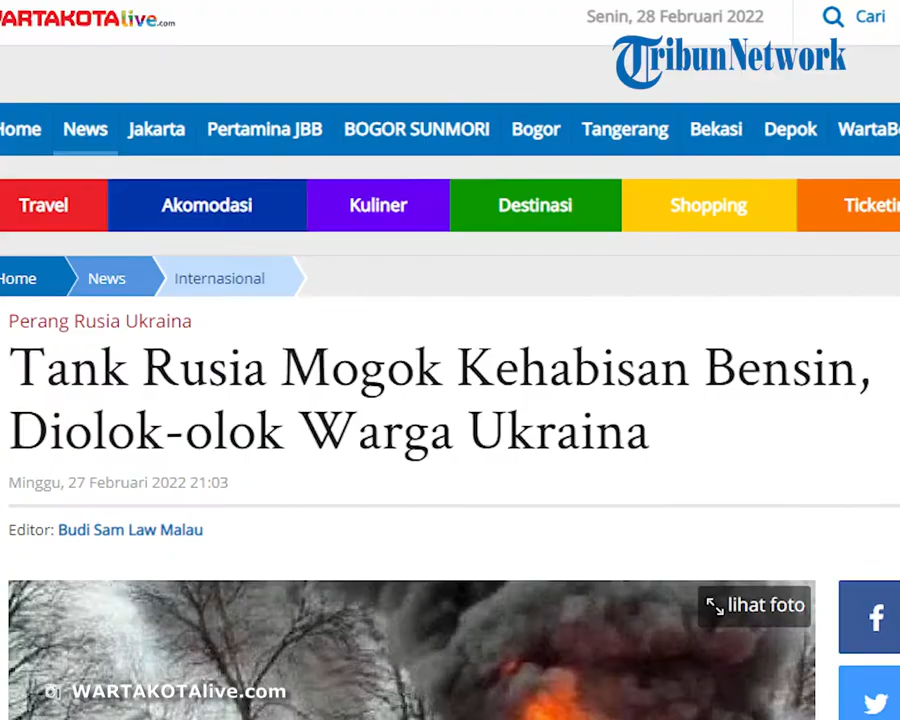 WARTAKOTAlive.com
Senin, 28 Februari 2022
Cari
TribunNetwork
Home News Jakarta Pertamina JBB BOGOR SUNMORI Bogor Tangerang Bekasi Depok WartaB
Travel Akomodasi Kuliner Destinasi Shopping Ticketi
Home News Internasional
Perang Rusia Ukraina
Tank Rusia Mogok Kehabisan Bensin,
Diolok-olok Warga Ukraina
Minggu, 27 Februari 2022 21:03
Editor: Budi Sam Law Malau
lihat foto
WARTAKOTAlive.com